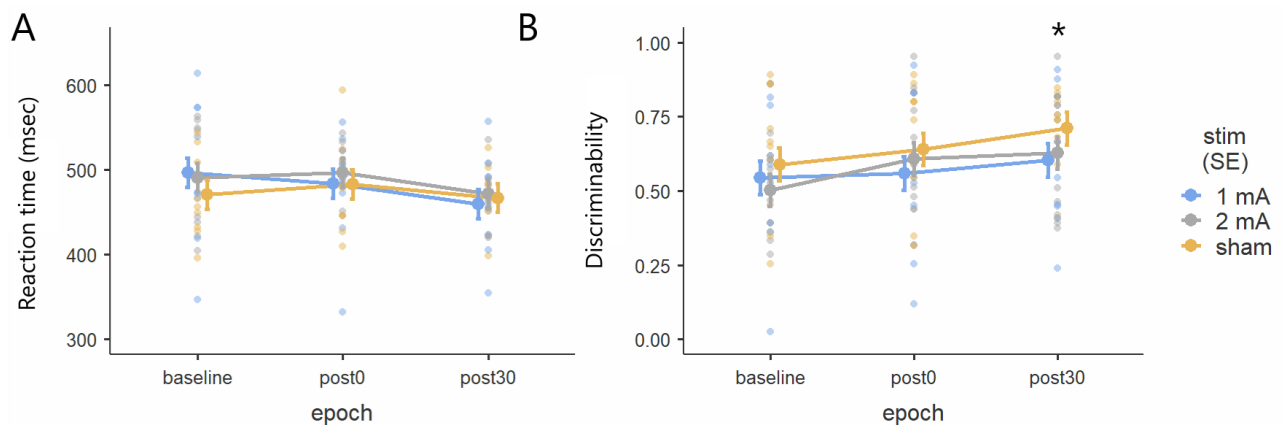 A
Reaction time (msec)
600
500
400
300
baseline post0 post30
epoch
B
Discriminability
1.00
0.75
0.50
0.25
0.00
*
baseline post0 post30
epoch
stim
(SE)
1 mA
2 mA
sham